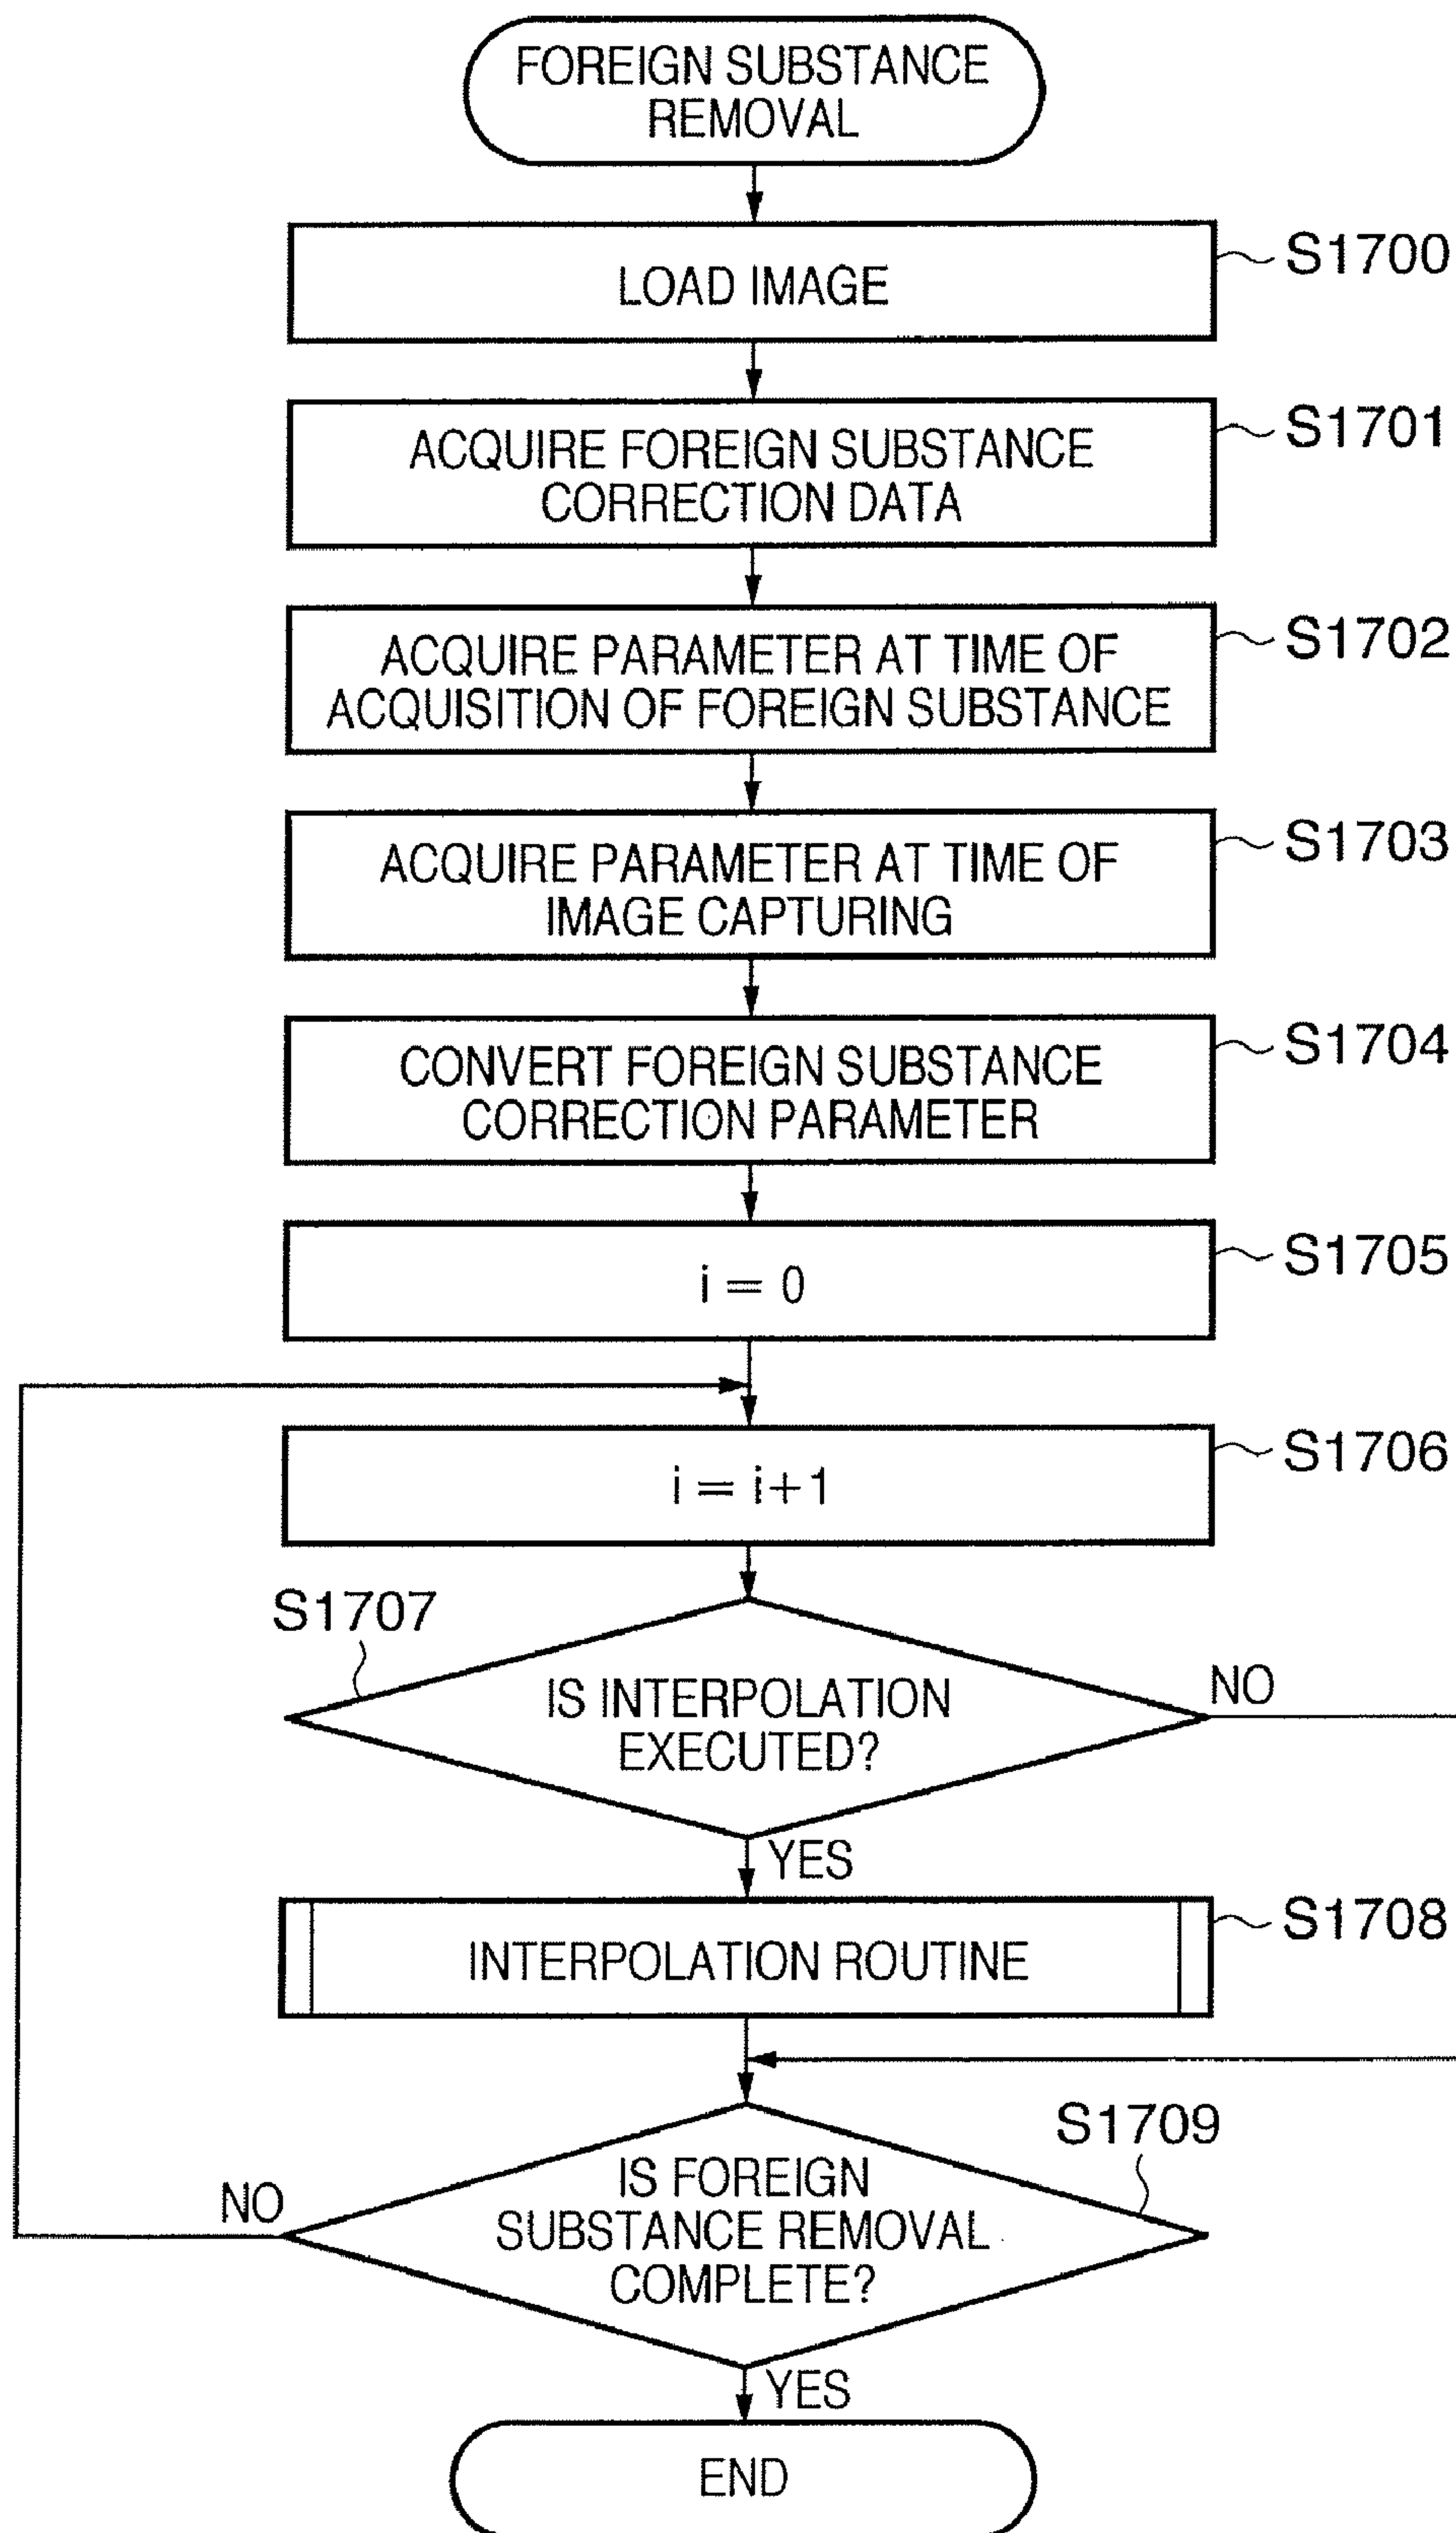 FOREIGN SUBSTANCE
REMOVAL
LOAD IMAGE
S1700
ACQUIRE FOREIGN SUBSTANCE
CORRECTION DATA
S1701
ACQUIRE PARAMETER AT TIME OF
ACQUISITION OF FOREIGN SUBSTANCE
S1702
ACQUIRE PARAMETER AT TIME OF
IMAGE CAPTURING
S1703
CONVERT FOREIGN SUBSTANCE
CORRECTION PARAMETER
S1704
i = 0
S1705
i = i+1
S1706
S1707
IS INTERPOLATION
EXECUTED?
NO
YES
INTERPOLATION ROUTINE
S1708
S1709
IS FOREIGN
SUBSTANCE REMOVAL
COMPLETE?
NO
YES
END